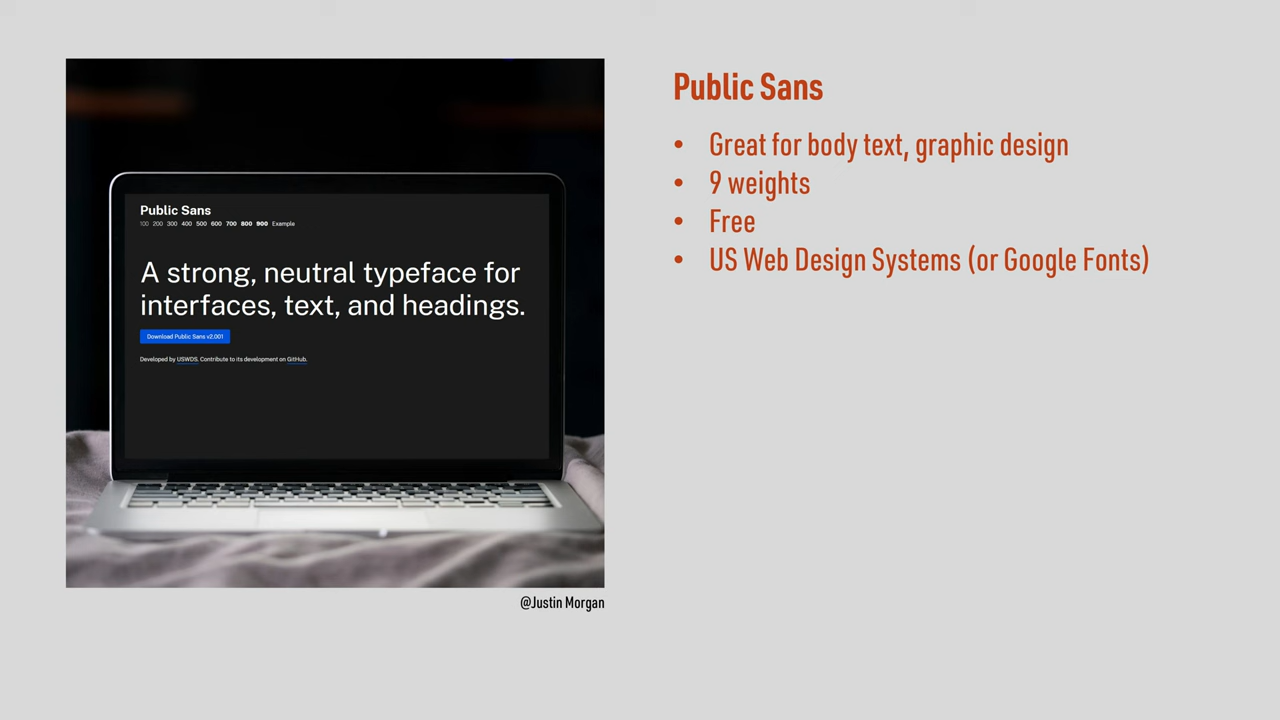 Public Sans
100 200 300 400 500 600 700 800 900 Example
A strong, neutral typeface for
interfaces, text, and headings.
Download Public Sans v2.001
Developed by USWDS. Contribute to its development on GitHub.
@Justin Morgan
Public Sans
• Great for body text, graphic design
• 9 weights
• Free
• US Web Design Systems (or Google Fonts)